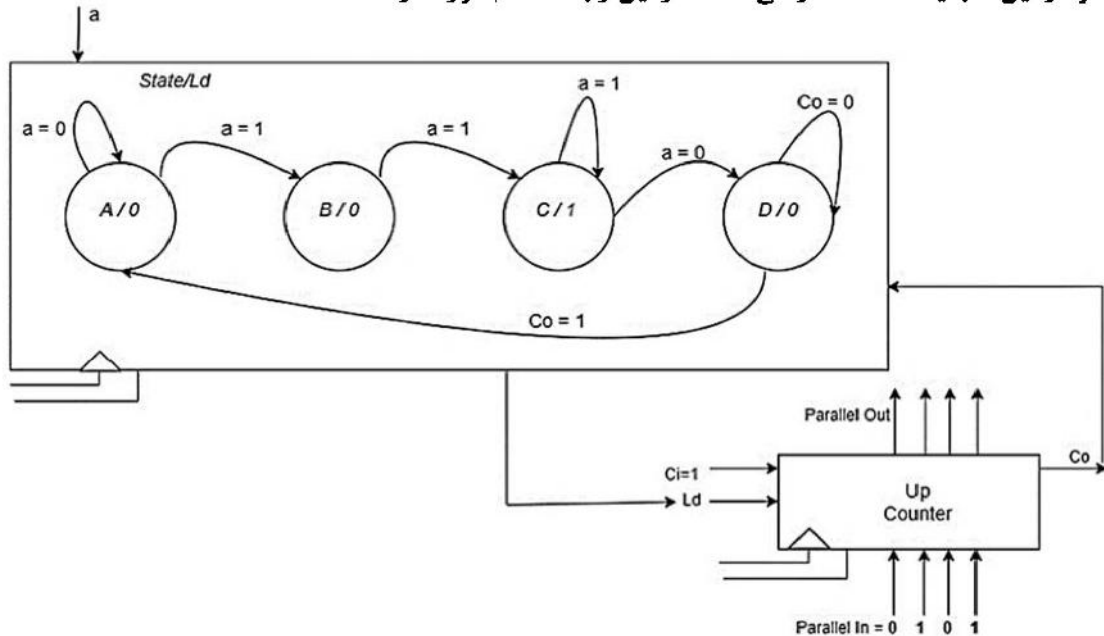 a
State/Ld
a = 0
a = 1
a = 1
a = 1
a = 0
Co = 0
A / 0
B / 0
C / 1
D / 0
Co = 1
Parallel Out
Ci=1
Ld
Up
Counter
Co
Parallel In = 0 1 0 1